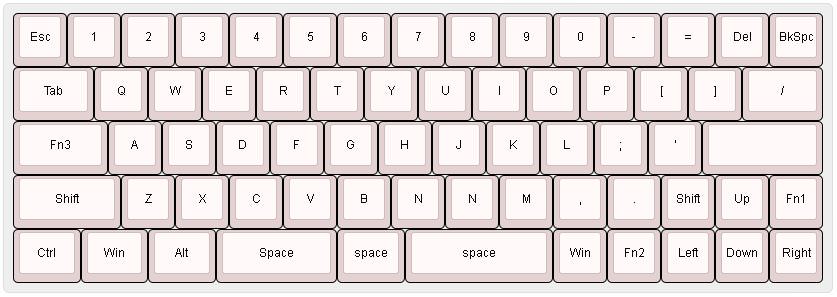 Esc 1 2 3 4 5 6 7 8 9 0 - = Del BkSpc
Tab Q W E R T Y U I O P [ ] /
Fn3 A S D F G H J K L ; '
Shift Z X C V B N N M , . Shift Up Fn1
Ctrl Win Alt Space space space Win Fn2 Left Down Right